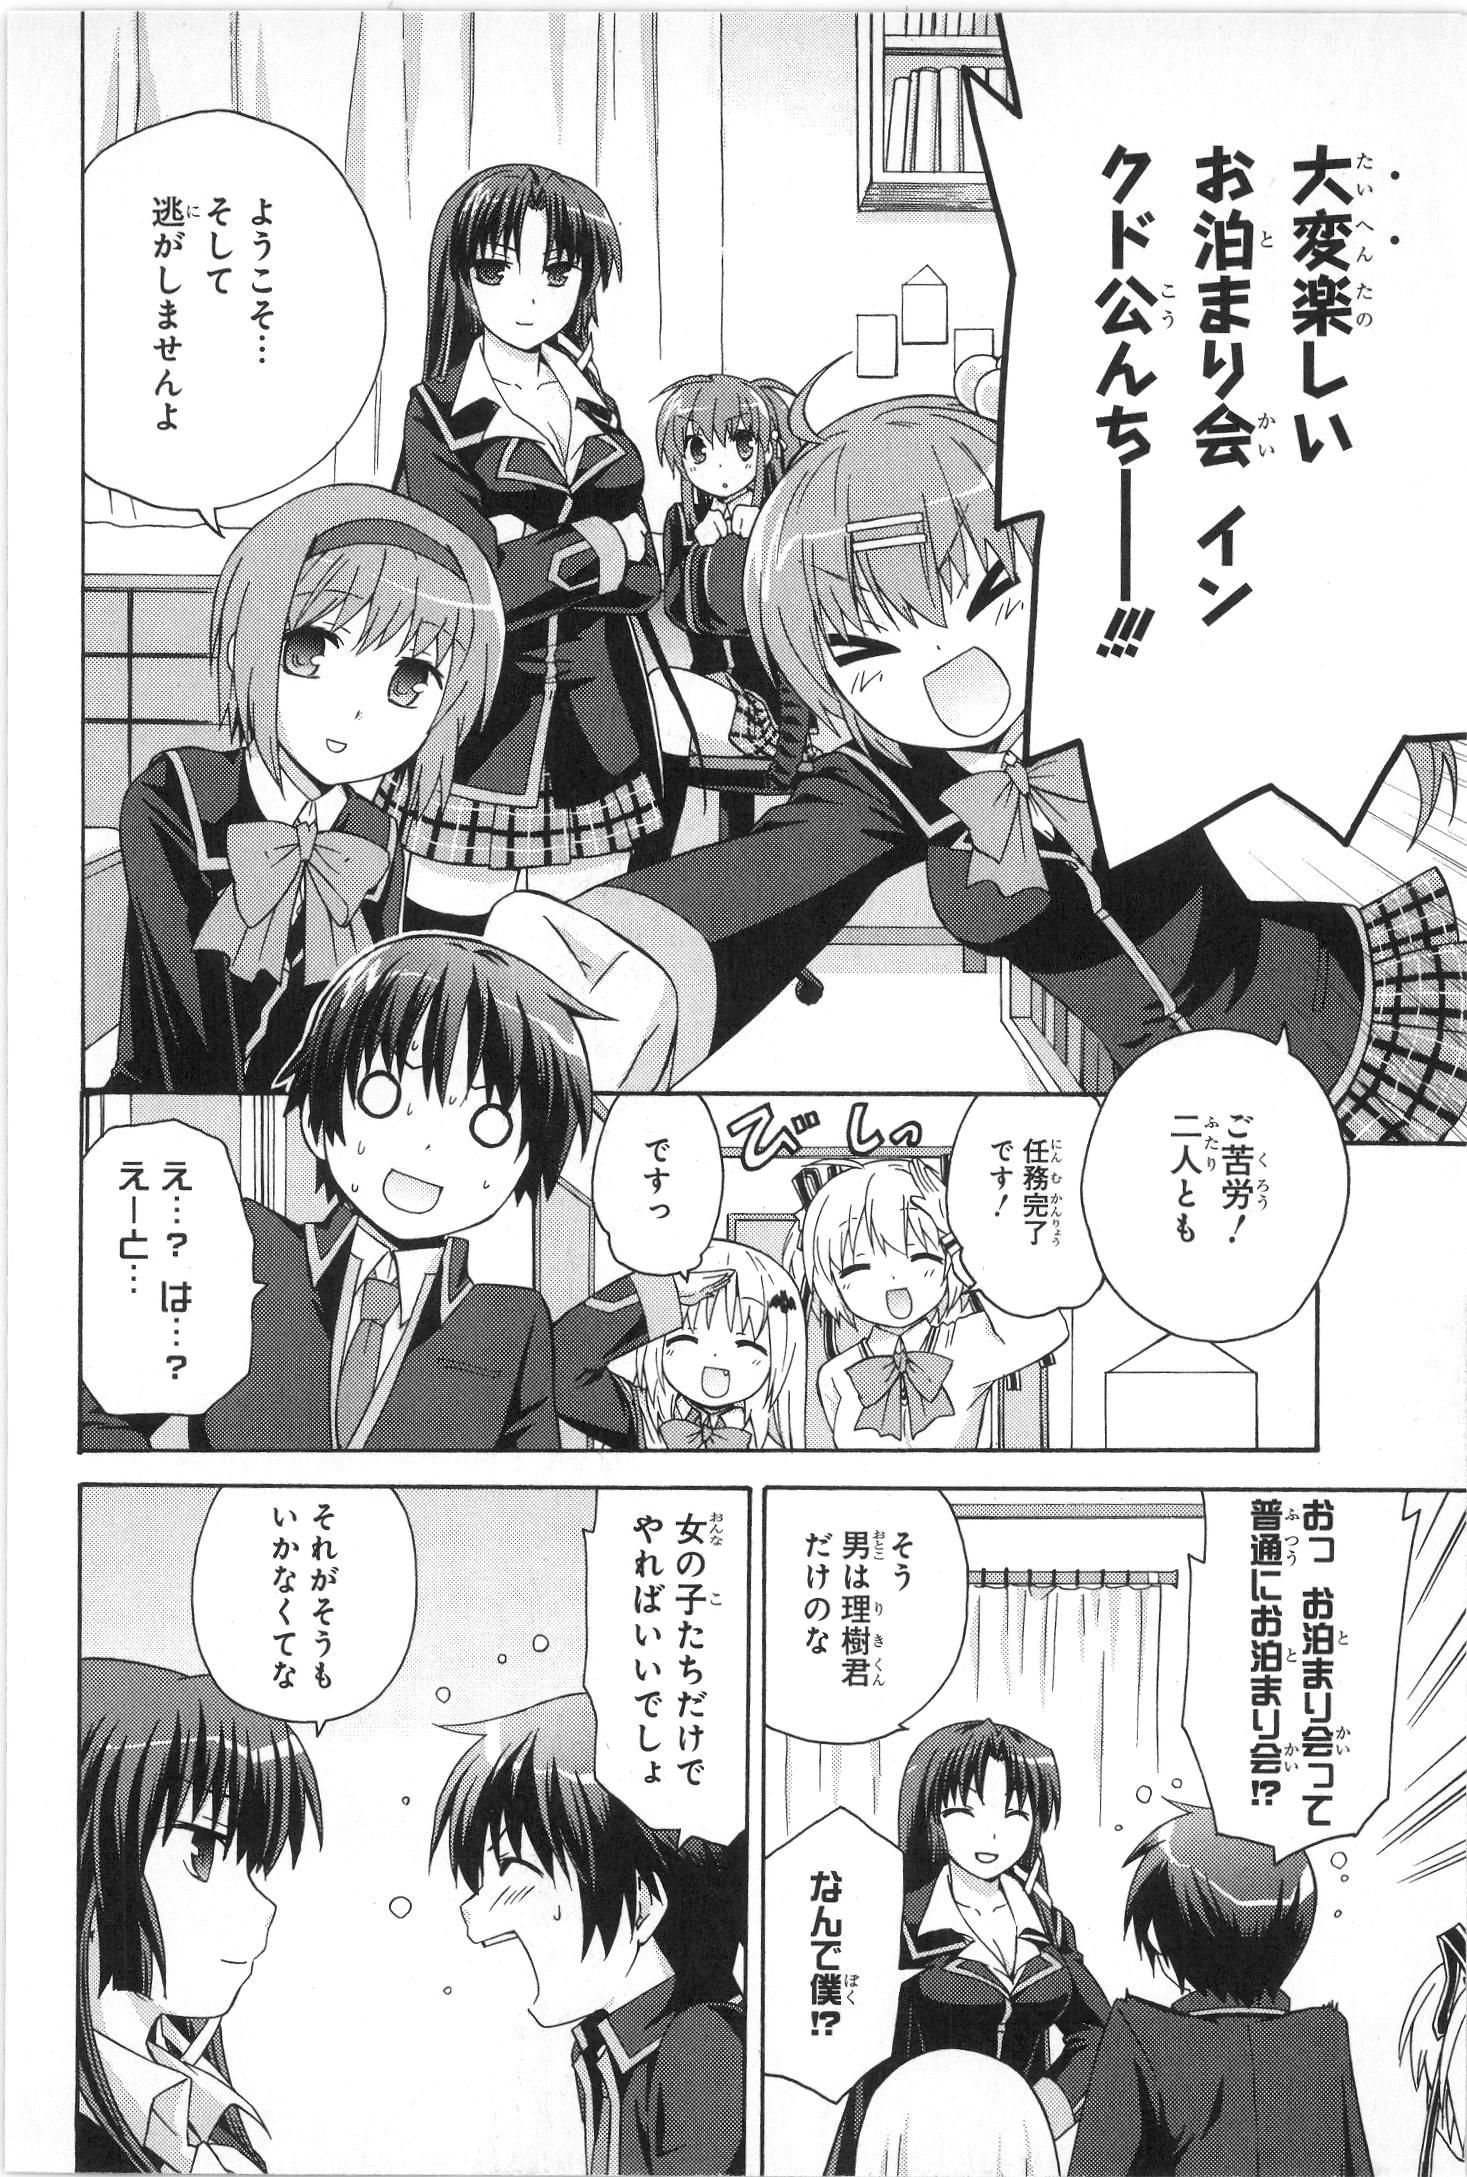 大変楽しい
お泊まり会 イン
クド公んちーー!!!
ようこそ…
そして
逃がしませんよ
ご苦労!
二人とも
任務完了
です!
びしっ
ですっ
え…? は…?
えーと…
おっ お泊まり会って
普通にお泊まり会!?
そう
男は理樹君
だけのな
なんで僕!?
女の子たちだけで
やればいいでしょ
それがそうも
いかなくてな